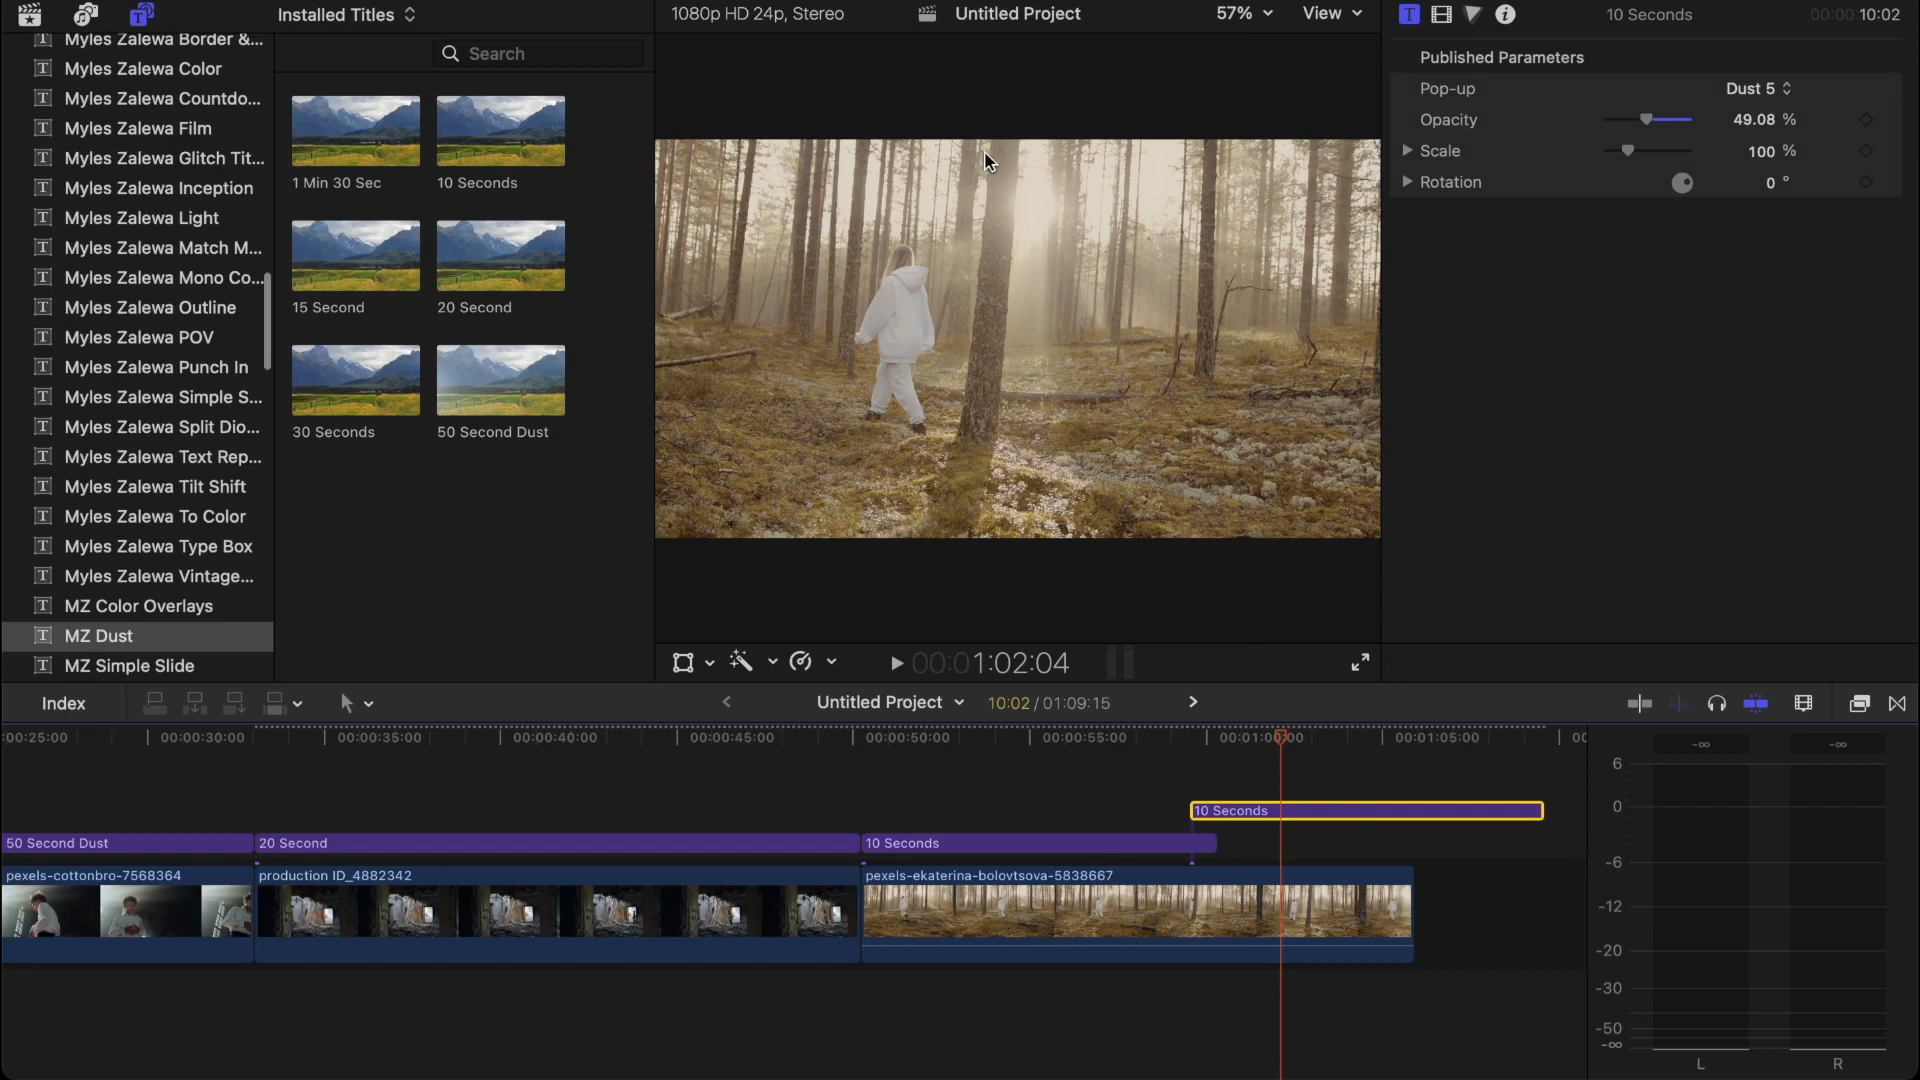 Installed Titles
1080p HD 24p, Stereo
Untitled Project
57%
View
10 Seconds
00:00:10:02
Myles Zalewa Border &...
Myles Zalewa Color
Myles Zalewa Countdo...
Myles Zalewa Film
Myles Zalewa Glitch Tit...
Myles Zalewa Inception
Myles Zalewa Light
Myles Zalewa Match M...
Myles Zalewa Mono Co...
Myles Zalewa Outline
Myles Zalewa POV
Myles Zalewa Punch In
Myles Zalewa Simple S...
Myles Zalewa Split Dio...
Myles Zalewa Text Rep...
Myles Zalewa Tilt Shift
Myles Zalewa To Color
Myles Zalewa Type Box
Myles Zalewa Vintage...
MZ Color Overlays
MZ Dust
MZ Simple Slide
Search
1 Min 30 Sec
10 Seconds
15 Second
20 Second
30 Seconds
50 Second Dust
Published Parameters
Pop-up
Dust 5
Opacity
49.08 %
Scale
100 %
Rotation
0 °
00:01:02:04
Index
Untitled Project
10:02 / 01:09:15
:00:25:00
00:00:30:00
00:00:35:00
00:00:40:00
00:00:45:00
00:00:50:00
00:00:55:00
00:01:00:00
00:01:05:00
00
10 Seconds
50 Second Dust
20 Second
10 Seconds
pexels-cottonbro-7568364
production ID_4882342
pexels-ekaterina-bolovtsova-5838667
-∞
-∞
6
0
-6
-12
-20
-30
-50
-∞
L
R